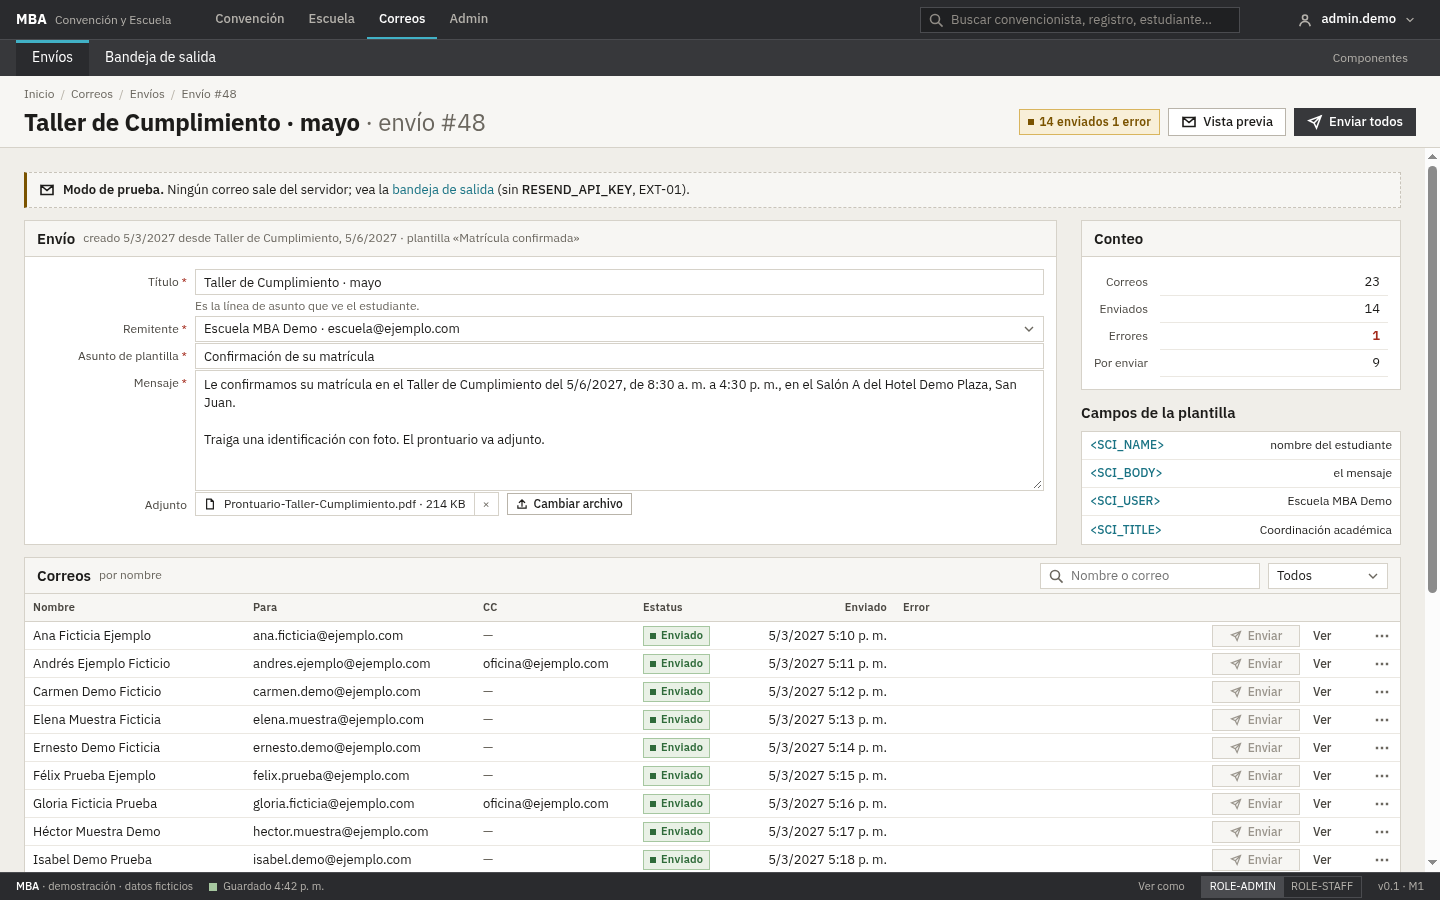 MBA Convención y Escuela Convención Escuela Correos Admin Buscar convencionista, registro, estudiante... admin.demo
Envíos Bandeja de salida Componentes
Inicio / Correos / Envíos / Envío #48
Taller de Cumplimiento · mayo · envío #48
14 enviados 1 error Vista previa Enviar todos
Modo de prueba. Ningún correo sale del servidor; vea la bandeja de salida (sin RESEND_API_KEY, EXT-01).
Envío creado 5/3/2027 desde Taller de Cumplimiento, 5/6/2027 · plantilla «Matrícula confirmada»
Título * Taller de Cumplimiento · mayo
Es la línea de asunto que ve el estudiante.
Remitente * Escuela MBA Demo · escuela@ejemplo.com
Asunto de plantilla * Confirmación de su matrícula
Mensaje * Le confirmamos su matrícula en el Taller de Cumplimiento del 5/6/2027, de 8:30 a. m. a 4:30 p. m., en el Salón A del Hotel Demo Plaza, San
Juan.
Traiga una identificación con foto. El prontuario va adjunto.
Adjunto Prontuario-Taller-Cumplimiento.pdf · 214 KB × Cambiar archivo
Conteo
Correos 23
Enviados 14
Errores 1
Por enviar 9
Campos de la plantilla
<SCI_NAME> nombre del estudiante
<SCI_BODY> el mensaje
<SCI_USER> Escuela MBA Demo
<SCI_TITLE> Coordinación académica
Correos por nombre Nombre o correo Todos
Nombre Para CC Estatus Enviado Error
Ana Ficticia Ejemplo ana.ficticia@ejemplo.com — Enviado 5/3/2027 5:10 p. m. Enviar Ver ···
Andrés Ejemplo Ficticio andres.ejemplo@ejemplo.com oficina@ejemplo.com Enviado 5/3/2027 5:11 p. m. Enviar Ver ···
Carmen Demo Ficticio carmen.demo@ejemplo.com — Enviado 5/3/2027 5:12 p. m. Enviar Ver ···
Elena Muestra Ficticia elena.muestra@ejemplo.com — Enviado 5/3/2027 5:13 p. m. Enviar Ver ···
Ernesto Demo Ficticia ernesto.demo@ejemplo.com — Enviado 5/3/2027 5:14 p. m. Enviar Ver ···
Félix Prueba Ejemplo felix.prueba@ejemplo.com — Enviado 5/3/2027 5:15 p. m. Enviar Ver ···
Gloria Ficticia Prueba gloria.ficticia@ejemplo.com oficina@ejemplo.com Enviado 5/3/2027 5:16 p. m. Enviar Ver ···
Héctor Muestra Demo hector.muestra@ejemplo.com — Enviado 5/3/2027 5:17 p. m. Enviar Ver ···
Isabel Demo Prueba isabel.demo@ejemplo.com — Enviado 5/3/2027 5:18 p. m. Enviar Ver ···
MBA · demostración · datos ficticios Guardado 4:42 p. m. Ver como ROLE-ADMIN ROLE-STAFF v0.1 · M1